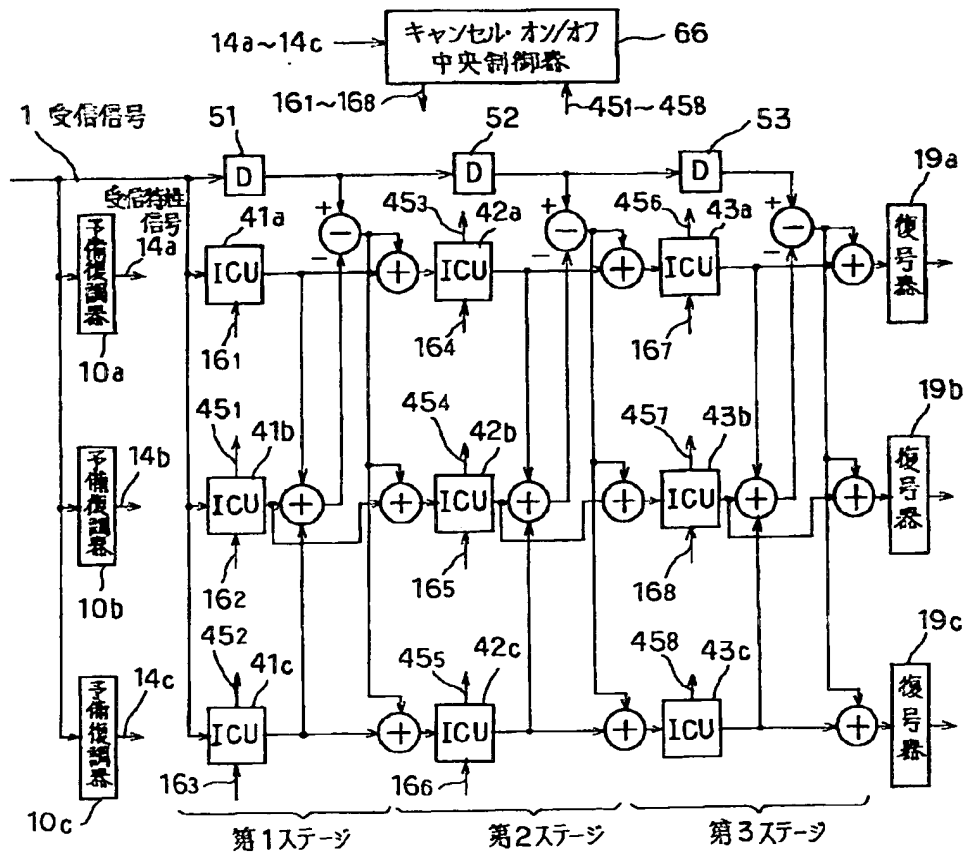 キャンセル・オン/オフ
中央制御器
66
14a~14c
161~168
451~458
1 受信信号
51
52
53
D
D
D
19a
受信特性
信号
14a
41a
453
42a
456
43a
+
−
−
+
−
−
+
−
−
予備復調器
ICU
+
ICU
+
ICU
+
復号器
10a
161
164
167
14b
451
41b
454
42b
457
43b
19b
予備復調器
ICU
+
+
ICU
+
+
ICU
+
+
復号器
10b
162
165
168
14c
452
41c
455
42c
458
43c
19c
予備復調器
ICU
+
ICU
+
ICU
+
復号器
10c
163
166
第1ステージ
第2ステージ
第3ステージ